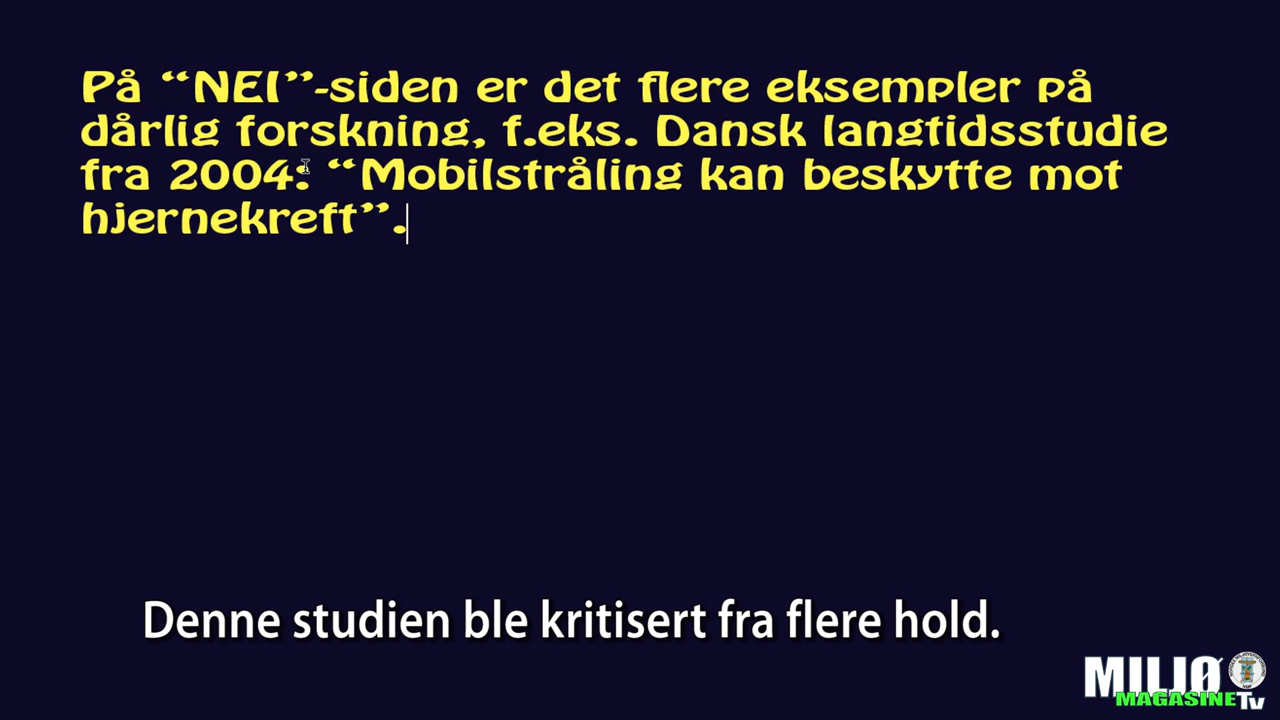 På “NEI”-siden er det flere eksempler på
dårlig forskning, f.eks. Dansk langtidsstudie
fra 2004: “Mobilstråling kan beskytte mot
hjernekreft”.
Denne studien ble kritisert fra flere hold.
MILJØ
MAGASINE Tv